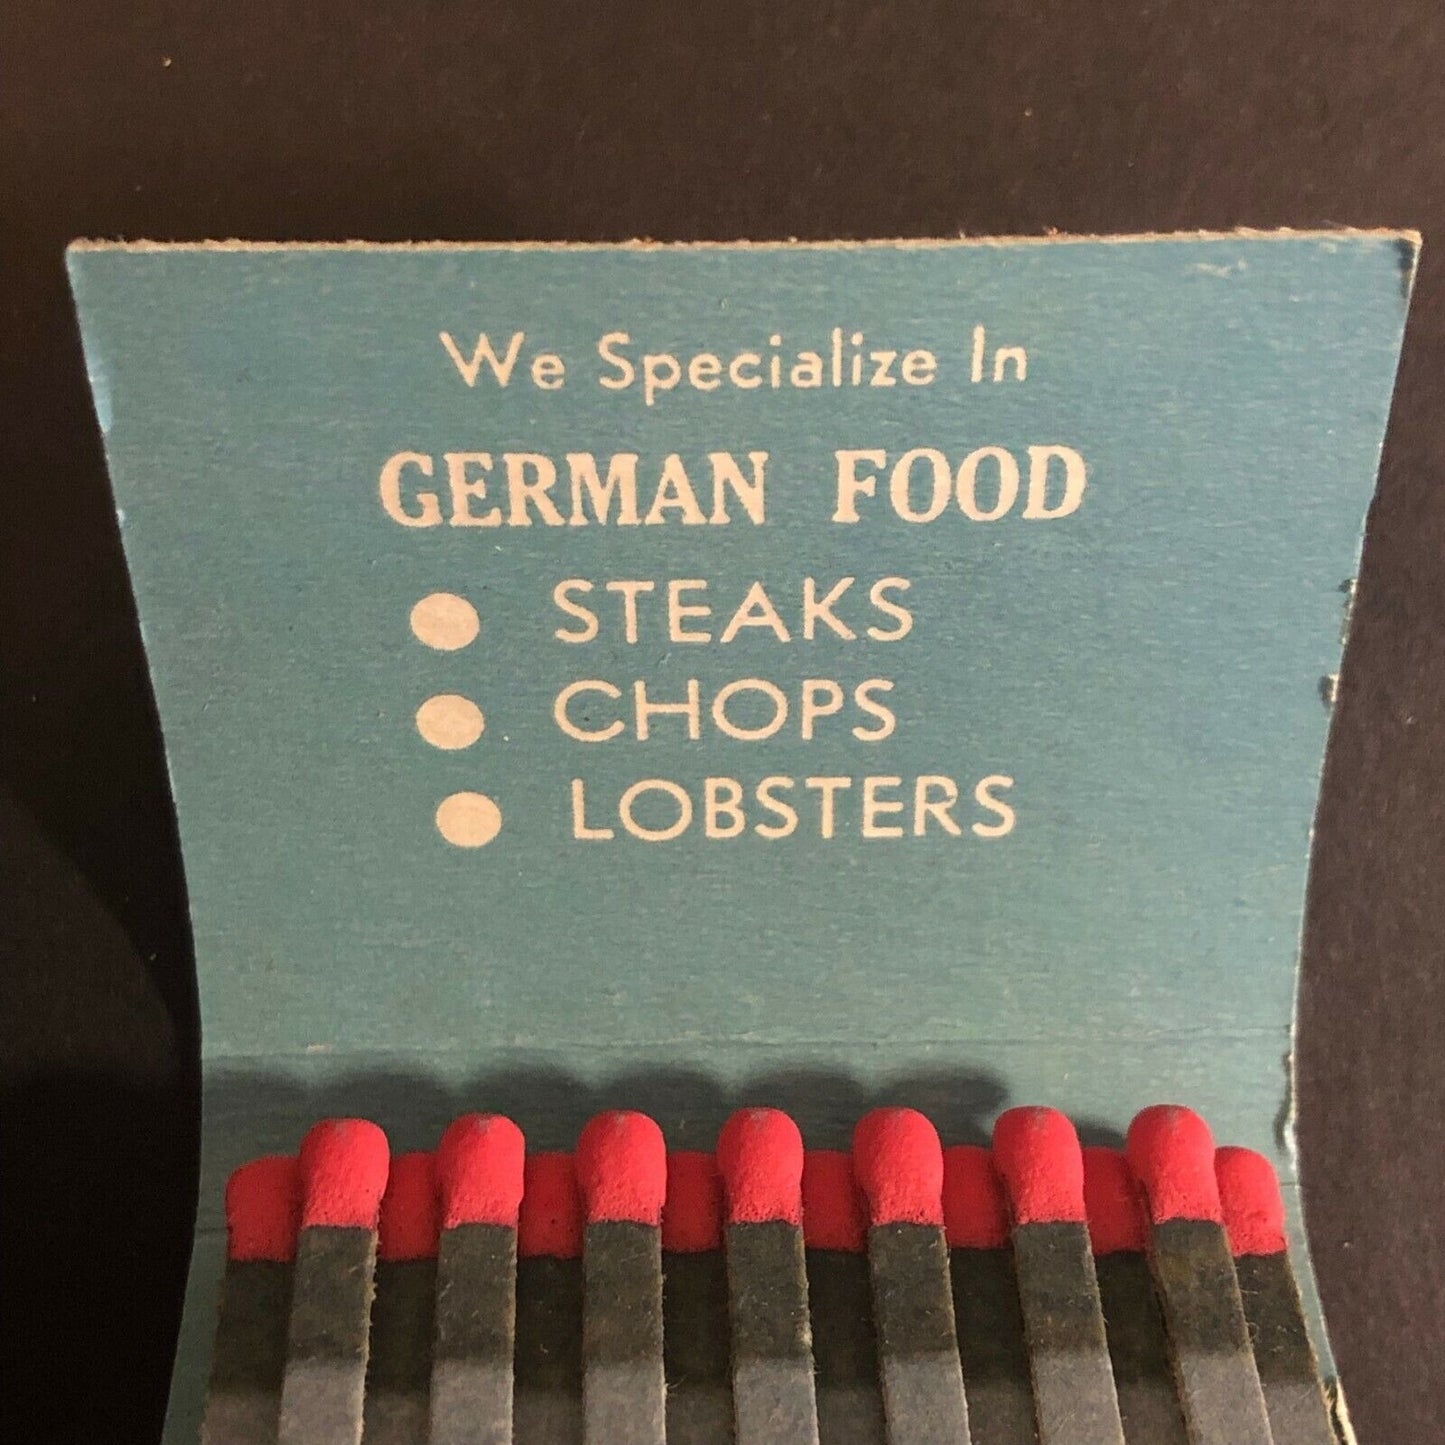 We Specialize In
GERMAN FOOD
● STEAKS
● CHOPS
● LOBSTERS